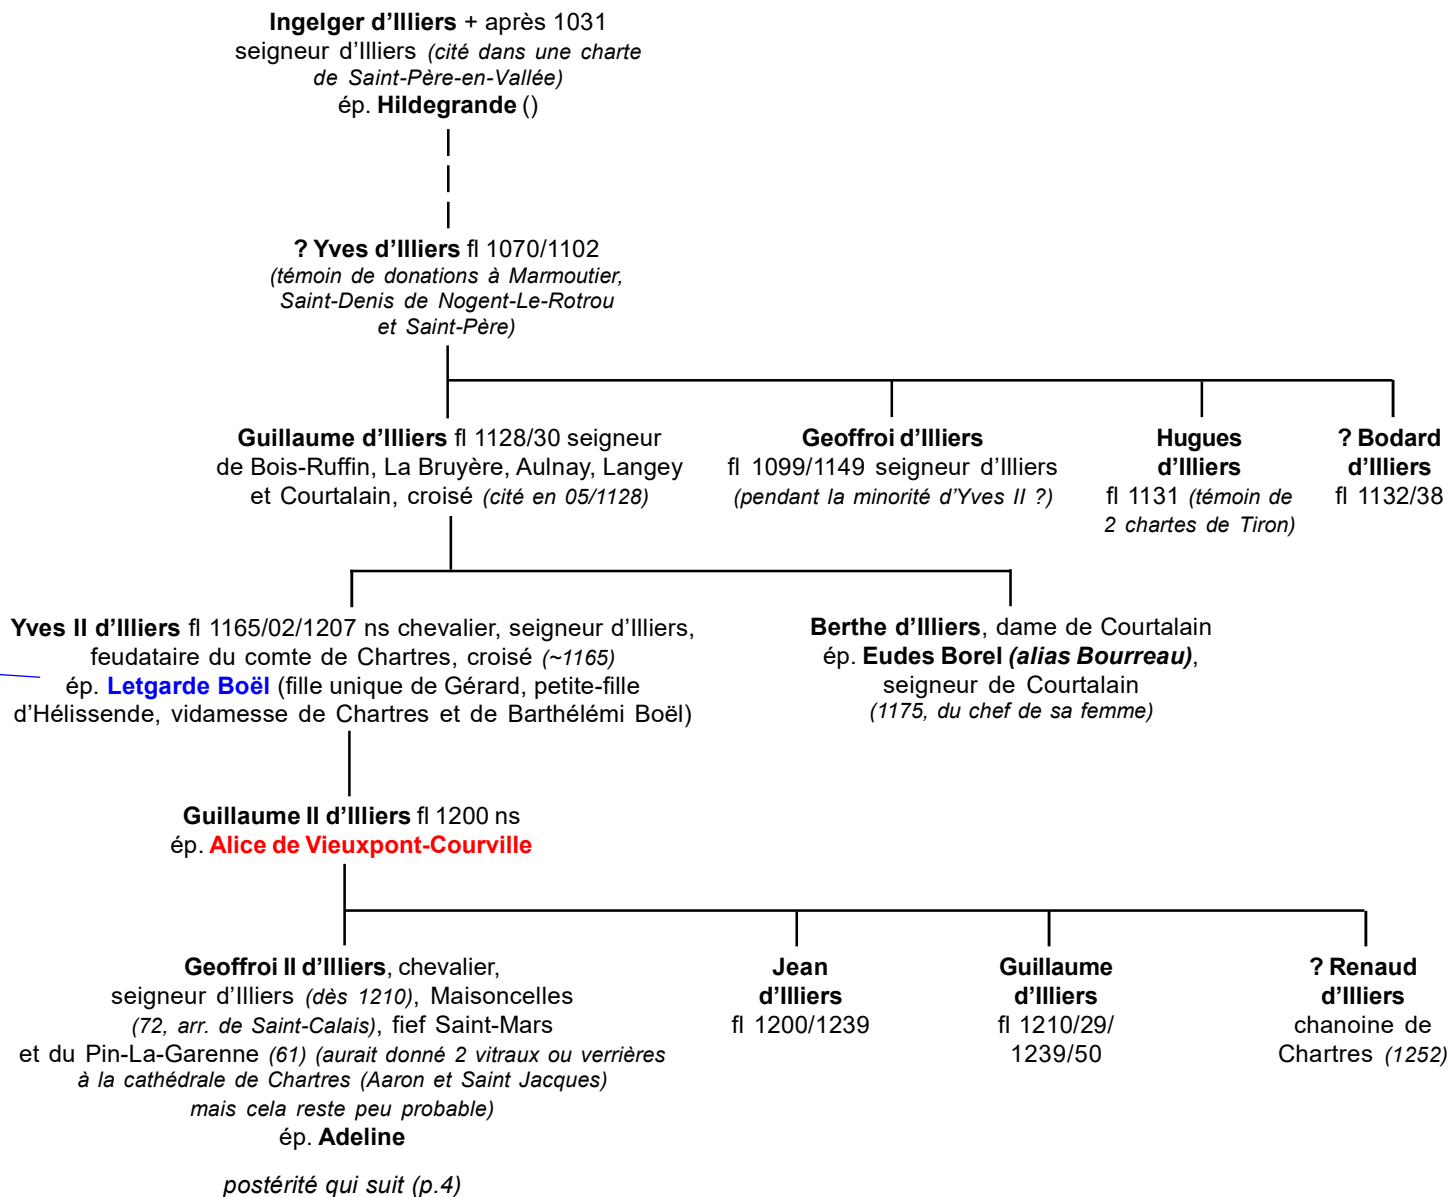 Ingelger d’Illiers + après 1031
seigneur d’Illiers (cité dans une charte
de Saint-Père-en-Vallée)
ép. Hildegrande ()
? Yves d’Illiers fl 1070/1102
(témoin de donations à Marmoutier,
Saint-Denis de Nogent-Le-Rotrou
et Saint-Père)
Guillaume d’Illiers fl 1128/30 seigneur
de Bois-Ruffin, La Bruyère, Aulnay, Langey
et Courtalain, croisé (cité en 05/1128)
Geoffroi d’Illiers
fl 1099/1149 seigneur d’Illiers
(pendant la minorité d’Yves II ?)
Hugues
d’Illiers
fl 1131 (témoin de
2 chartes de Tiron)
? Bodard
d’Illiers
fl 1132/38
Yves II d’Illiers fl 1165/02/1207 ns chevalier, seigneur d’Illiers,
feudataire du comte de Chartres, croisé (~1165)
ép. Letgarde Boël (fille unique de Gérard, petite-fille
d’Hélissende, vidamesse de Chartres et de Barthélémi Boël)
Berthe d’Illiers, dame de Courtalain
ép. Eudes Borel (alias Bourreau),
seigneur de Courtalain
(1175, du chef de sa femme)
Guillaume II d’Illiers fl 1200 ns
ép. Alice de Vieuxpont-Courville
Geoffroi II d’Illiers, chevalier,
seigneur d’Illiers (dès 1210), Maisoncelles
(72, arr. de Saint-Calais), fief Saint-Mars
et du Pin-La-Garenne (61) (aurait donné 2 vitraux ou verrières
à la cathédrale de Chartres (Aaron et Saint Jacques)
mais cela reste peu probable)
ép. Adeline
postérité qui suit (p.4)
Jean
d’Illiers
fl 1200/1239
Guillaume
d’Illiers
fl 1210/29/
1239/50
? Renaud
d’Illiers
chanoine de
Chartres (1252)